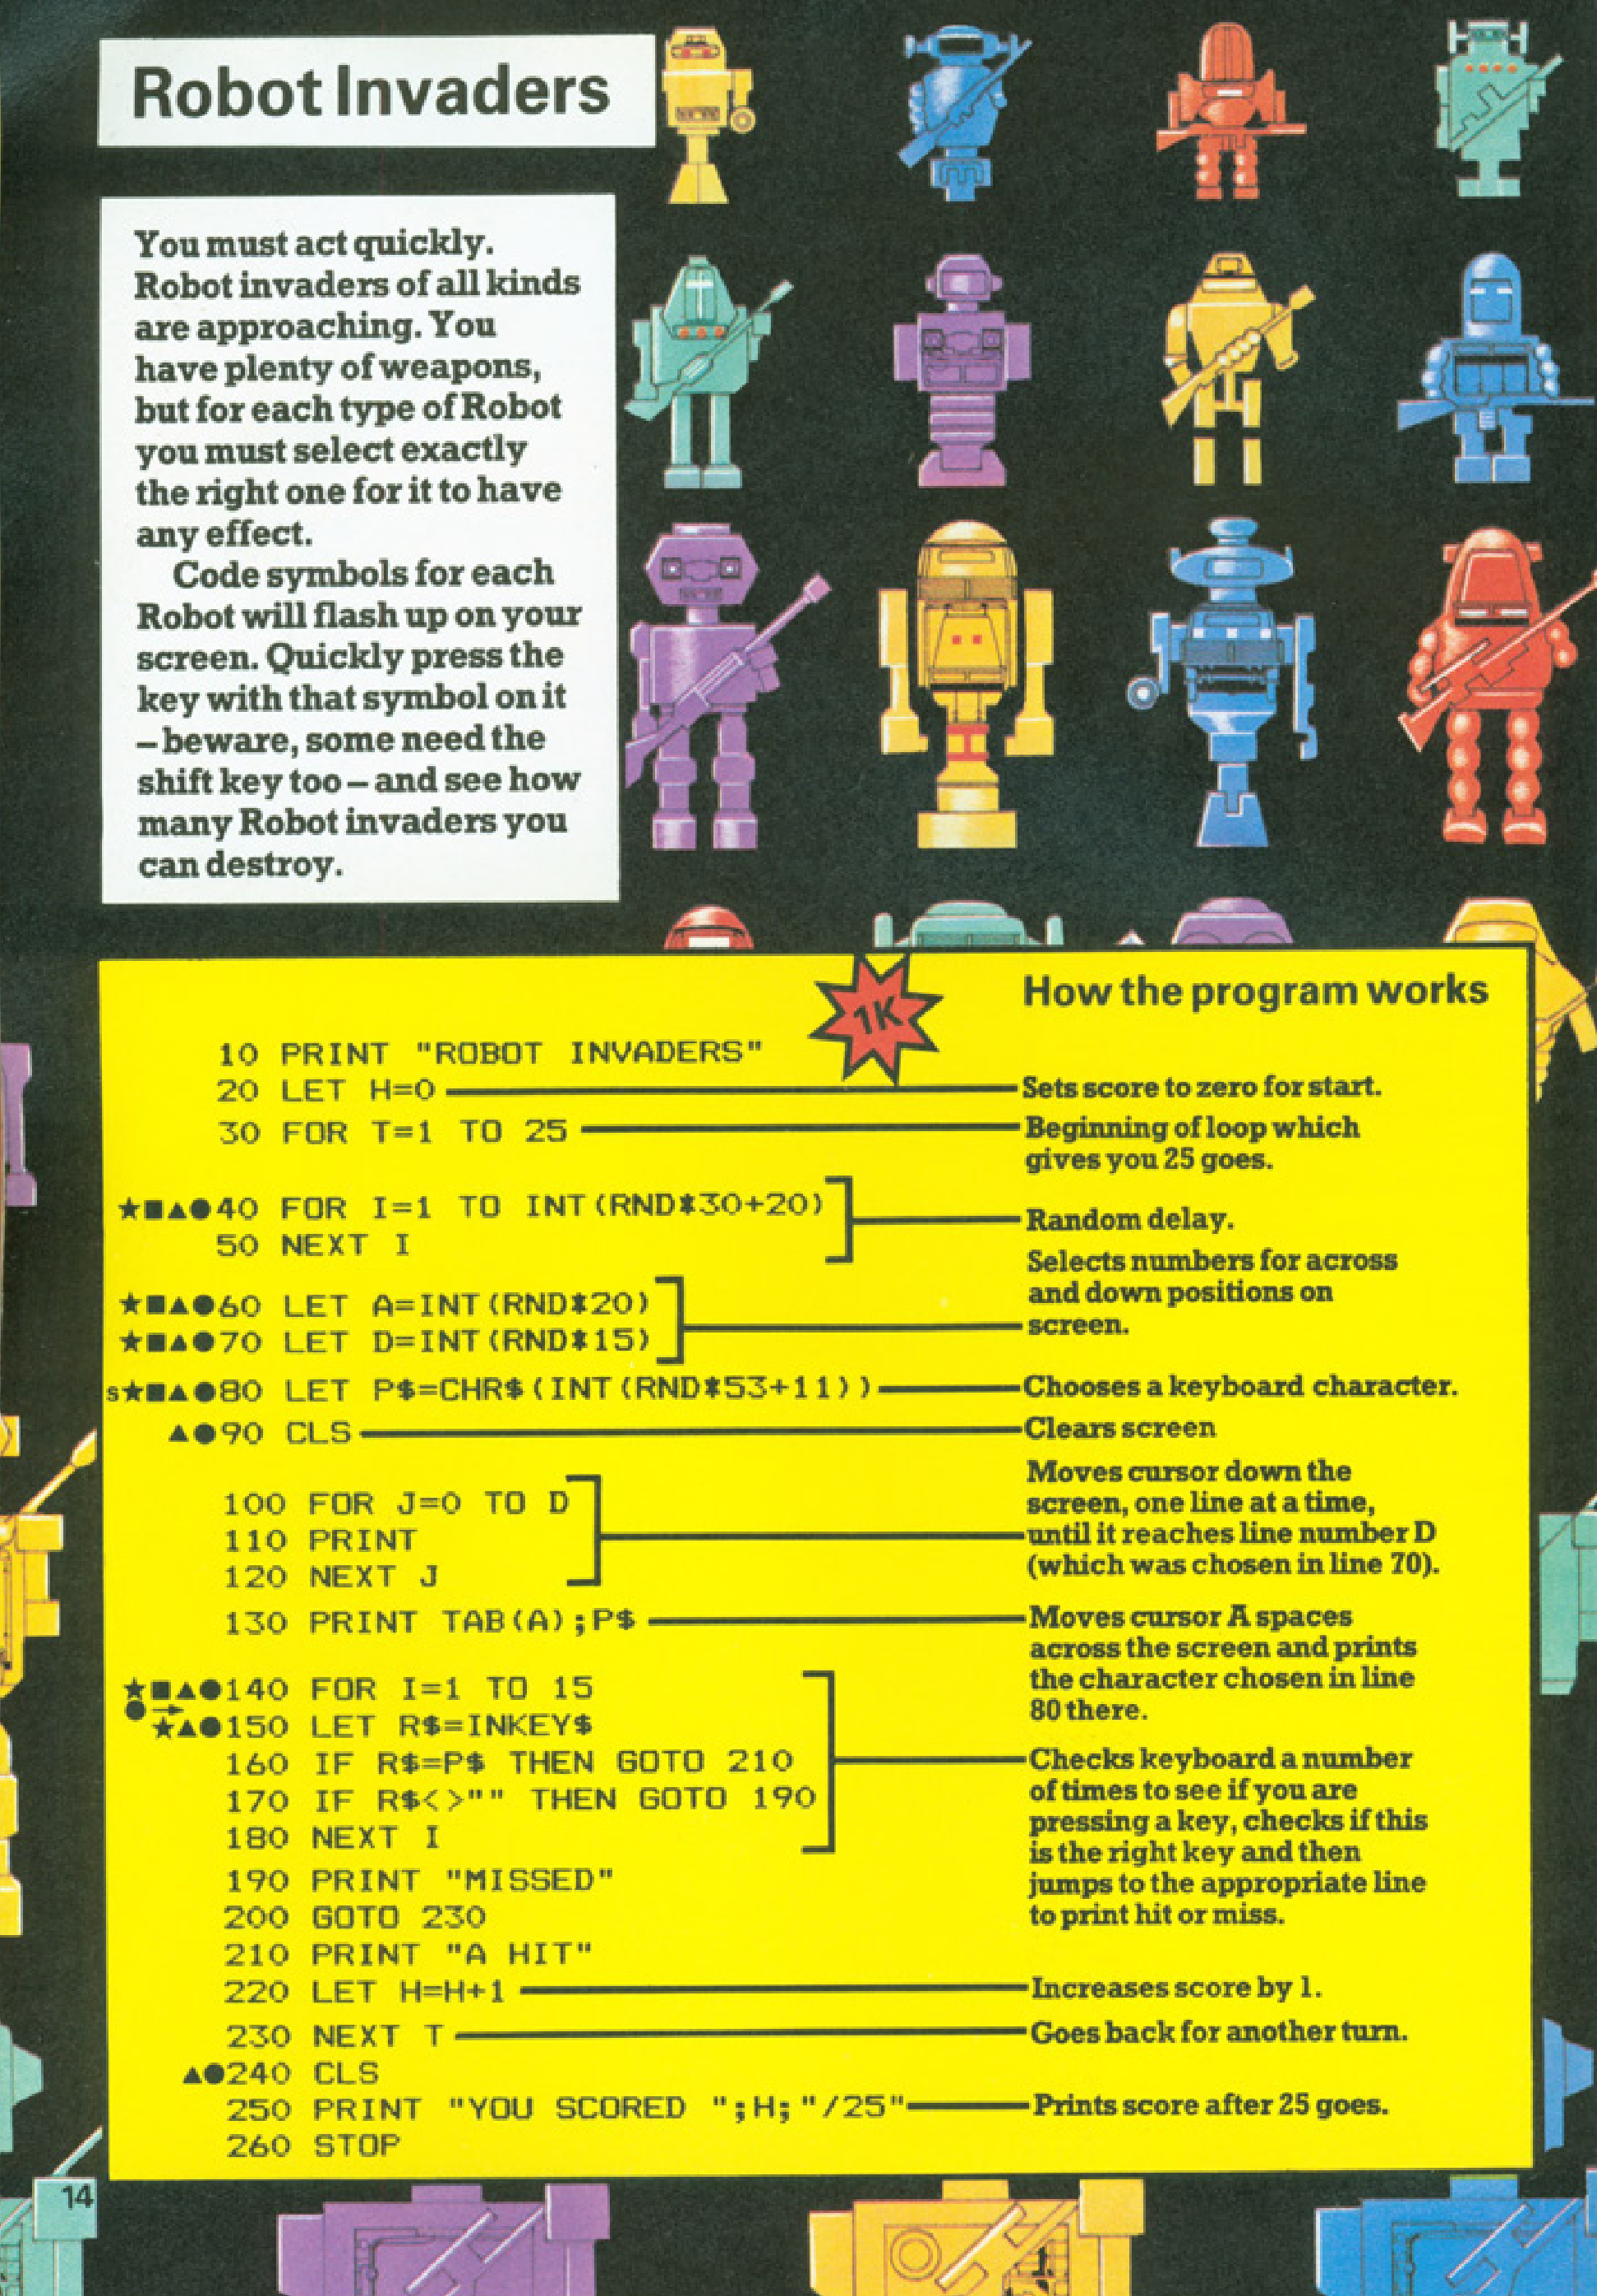 Robot Invaders
You must act quickly.
Robot invaders of all kinds
are approaching. You
have plenty of weapons,
but for each type of Robot
you must select exactly
the right one for it to have
any effect.
Code symbols for each
Robot will flash up on your
screen. Quickly press the
key with that symbol on it
– beware, some need the
shift key too – and see how
many Robot invaders you
can destroy.
1K
How the program works
10 PRINT "ROBOT INVADERS"
20 LET H=0
Sets score to zero for start.
30 FOR T=1 TO 25
Beginning of loop which
gives you 25 goes.
★■▲●40 FOR I=1 TO INT(RND*30+20)
50 NEXT I
Random delay.
★■▲●60 LET A=INT(RND*20)
★■▲●70 LET D=INT(RND*15)
Selects numbers for across
and down positions on
screen.
s★■▲●80 LET P$=CHR$(INT(RND*53+11))
Chooses a keyboard character.
▲●90 CLS
Clears screen
100 FOR J=0 TO D
110 PRINT
120 NEXT J
Moves cursor down the
screen, one line at a time,
until it reaches line number D
(which was chosen in line 70).
130 PRINT TAB(A);P$
Moves cursor A spaces
across the screen and prints
the character chosen in line
80 there.
★■▲●140 FOR I=1 TO 15
●→
★▲●150 LET R$=INKEY$
160 IF R$=P$ THEN GOTO 210
170 IF R$<>"" THEN GOTO 190
180 NEXT I
Checks keyboard a number
of times to see if you are
pressing a key, checks if this
is the right key and then
jumps to the appropriate line
to print hit or miss.
190 PRINT "MISSED"
200 GOTO 230
210 PRINT "A HIT"
220 LET H=H+1
Increases score by 1.
230 NEXT T
Goes back for another turn.
▲●240 CLS
250 PRINT "YOU SCORED ";H;"/25"
Prints score after 25 goes.
260 STOP
14